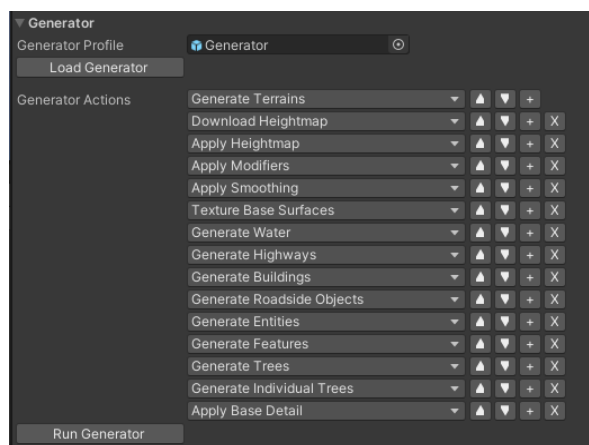 Generator
Generator Profile Generator
Load Generator
Generator Actions Generate Terrains +
Download Heightmap + X
Apply Heightmap + X
Apply Modifiers + X
Apply Smoothing + X
Texture Base Surfaces + X
Generate Water + X
Generate Highways + X
Generate Buildings + X
Generate Roadside Objects + X
Generate Entities + X
Generate Features + X
Generate Trees + X
Generate Individual Trees + X
Apply Base Detail + X
Run Generator